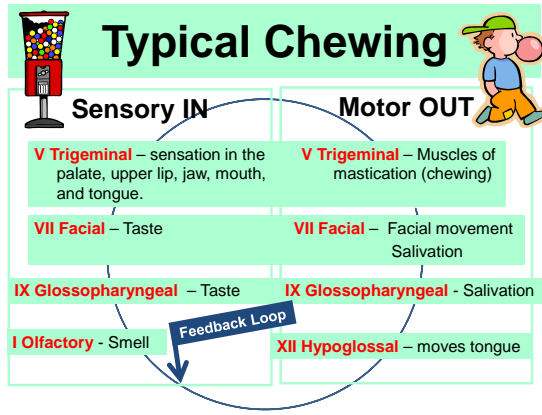 Typical Chewing
Sensory IN
V Trigeminal – sensation in the
palate, upper lip, jaw, mouth,
and tongue.
VII Facial – Taste
IX Glossopharyngeal – Taste
I Olfactory - Smell
Feedback Loop
Motor OUT
V Trigeminal – Muscles of
mastication (chewing)
VII Facial – Facial movement
Salivation
IX Glossopharyngeal - Salivation
XII Hypoglossal – moves tongue